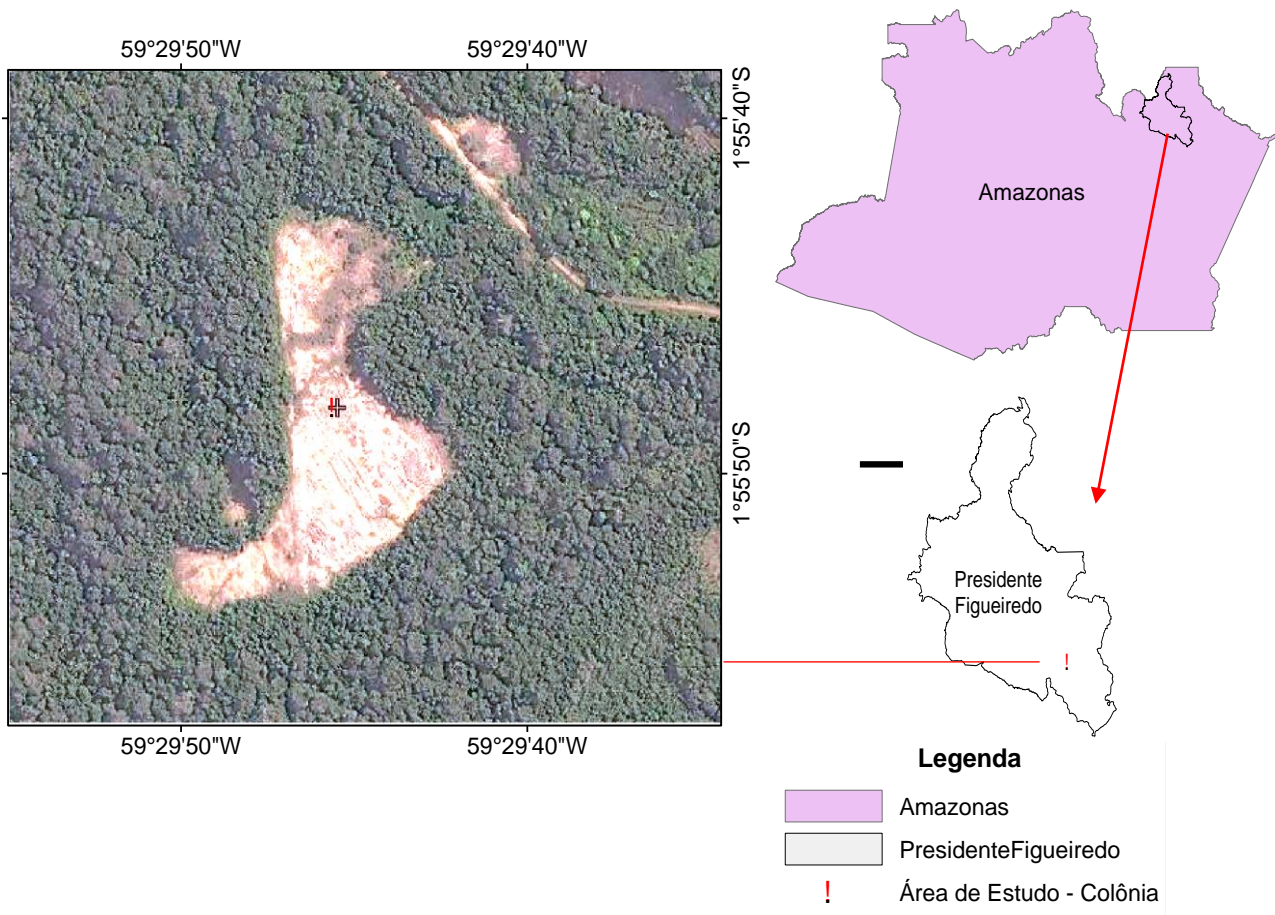 59°29'50"W
59°29'40"W
1°55'40"S
1°55'50"S
59°29'50"W
59°29'40"W
Amazonas
Presidente
Figueiredo
!
Legenda
Amazonas
PresidenteFigueiredo
! Área de Estudo - Colônia